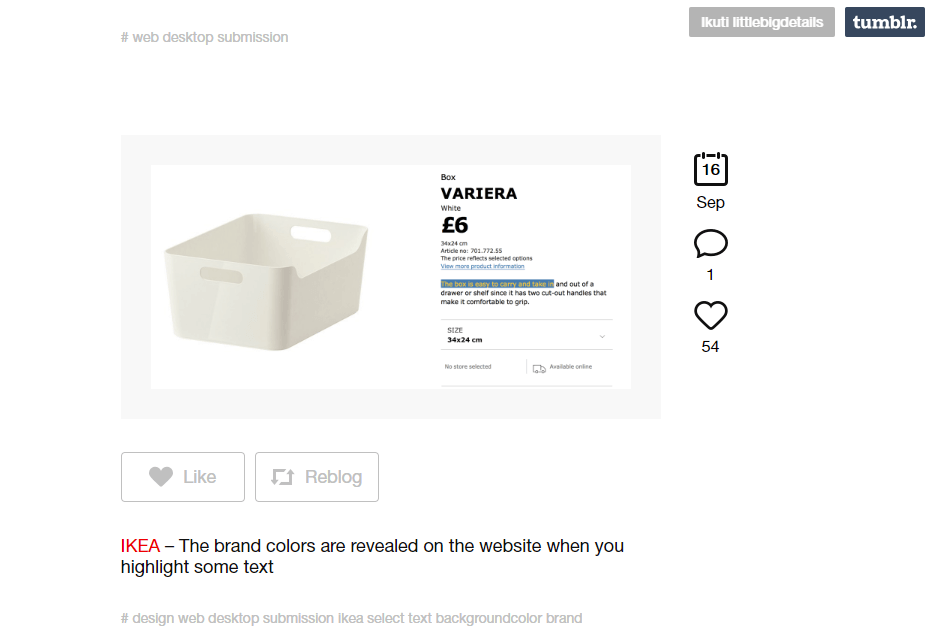 Ikuti littlebigdetails
tumblr.
# web desktop submission
Box
VARIERA
White
£6
34x24 cm
Article no: 701.772.55
The price reflects selected options
View more product information
The box is easy to carry and take in and out of a
drawer or shelf since it has two cut-out handles that
make it comfortable to grip.
SIZE
34x24 cm
No store selected
Available online
16
Sep
1
54
Like
Reblog
IKEA – The brand colors are revealed on the website when you
highlight some text
# design web desktop submission ikea select text backgroundcolor brand